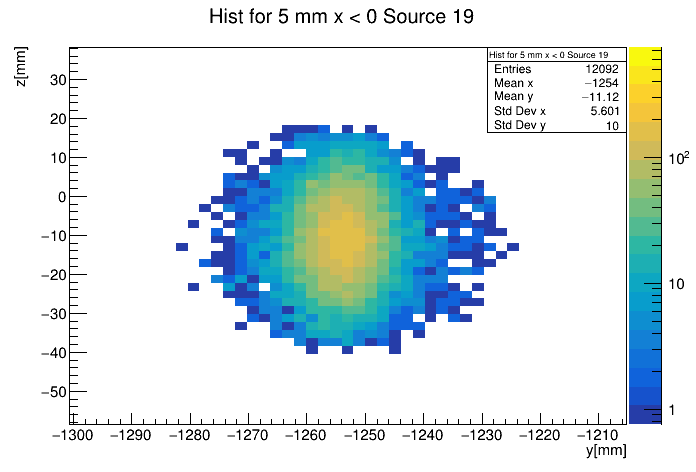 Hist for 5 mm x < 0 Source 19
z[mm]
Hist for 5 mm x < 0 Source 19
Entries 12092
Mean x −1254
Mean y −11.12
Std Dev x 5.601
Std Dev y 10
30
20
10
0
−10
−20
−30
−40
−50
10²
10
1
−1300 −1290 −1280 −1270 −1260 −1250 −1240 −1230 −1220 −1210
y[mm]